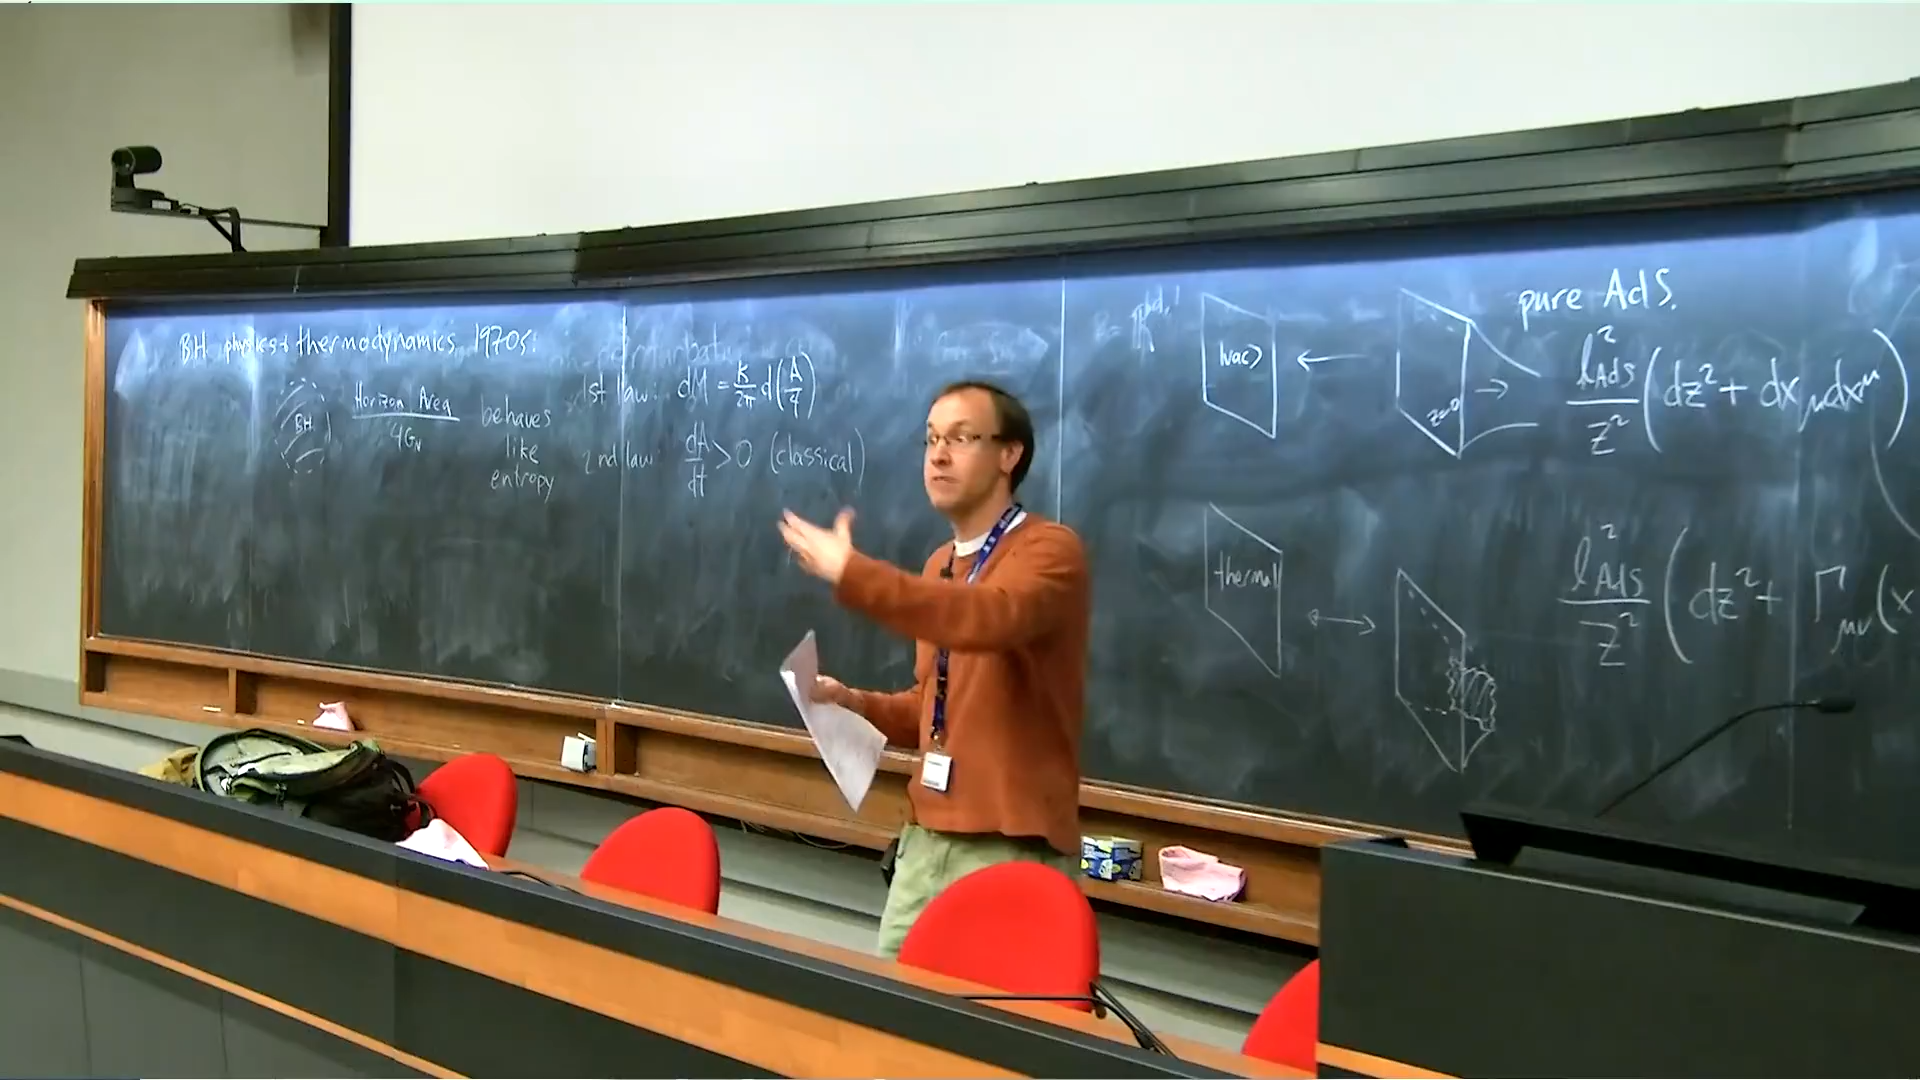 B.H. physics & thermodynamics 1970s:
BH
Horizon Area
4G_N
behaves
like
entropy
1st law: dM = κ/2π d(A/4)
2nd law: dA/dt > 0 (classical)
B = ℝ^{d,1}
|vac>
←
→
z=0
pure AdS.
l²_AdS/z² (dz² + dx_μ dx^μ)
thermal
↔
l²_AdS/z² (dz² + Γ_μν(x